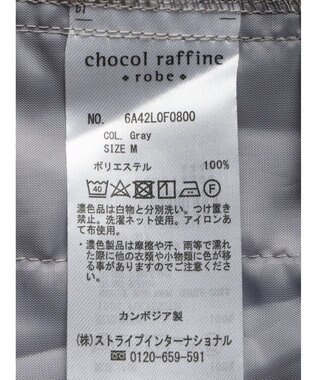 chocol raffine
robe
NO. 6A42L0F0800
COL. Gray
SIZE M
ポリエステル 100%
40 F
濃色品は白物と分別洗い。つけ置き
禁止。洗濯ネット使用。アイロンあ
て布使用。
・濃色製品は摩擦や汗、雨等で濡れ
た際に他の衣類や小物類に色が移
る事がありますのでご注意くださ
い。
カンボジア製
(株)ストライプインターナショナル
☎ 0120-659-591